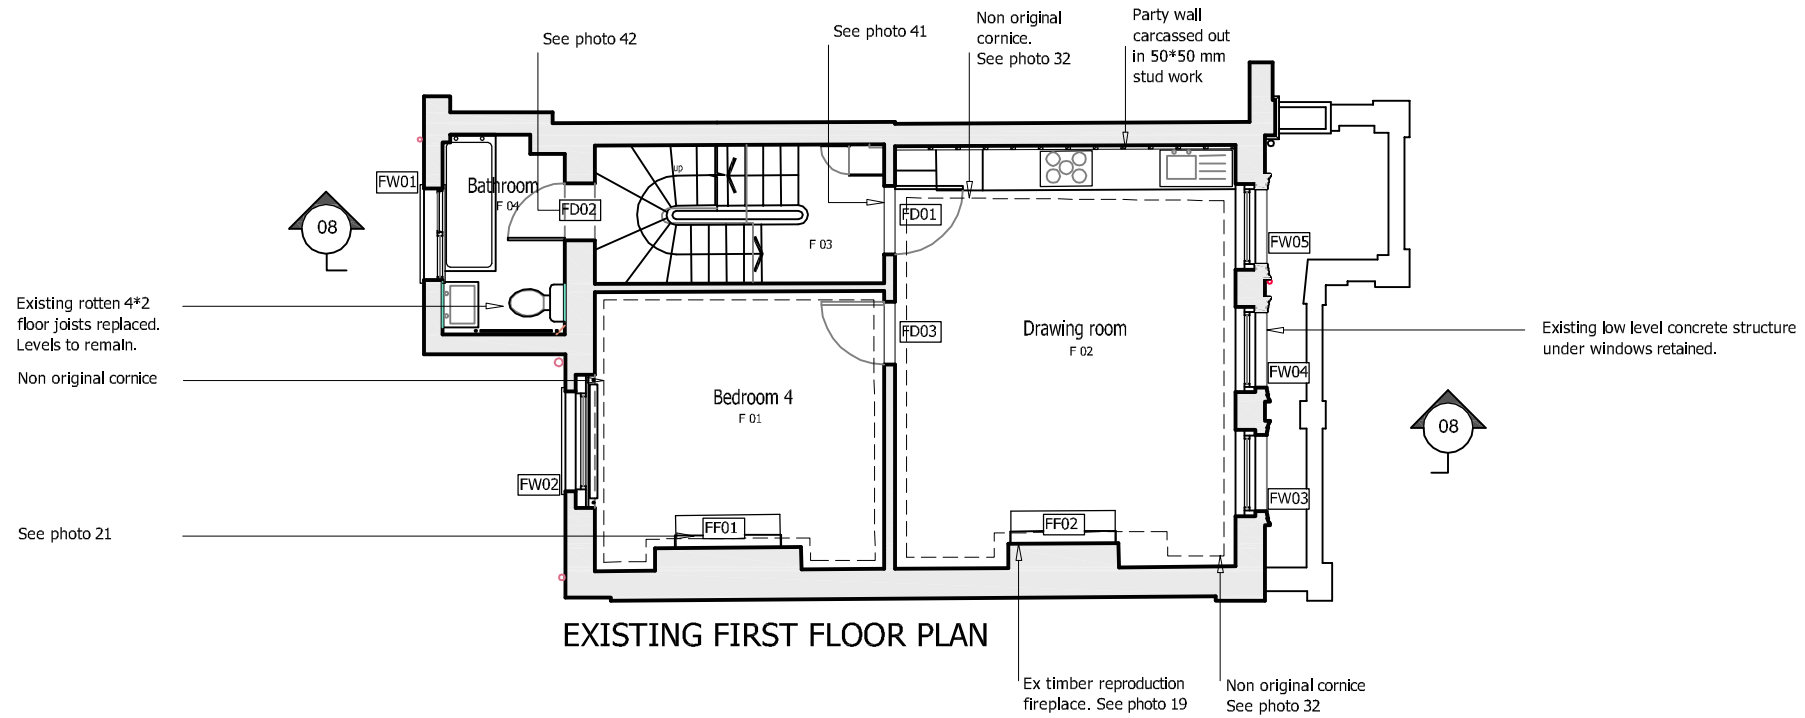 Non original
cornice.
See photo 32
Party wall
carcassed out
in 50*50 mm
stud work
See photo 42
See photo 41
up
FW01
Bathroom
F 04
FD02
FD01
08
F 03
FW05
Existing rotten 4*2
floor joists replaced.
Levels to remain.
FD03
Drawing room
F 02
Existing low level concrete structure
under windows retained.
Non original cornice
FW04
Bedroom 4
F 01
08
FW02
FW03
See photo 21
FF01
FF02
EXISTING FIRST FLOOR PLAN
Ex timber reproduction
fireplace. See photo 19
Non original cornice
See photo 32